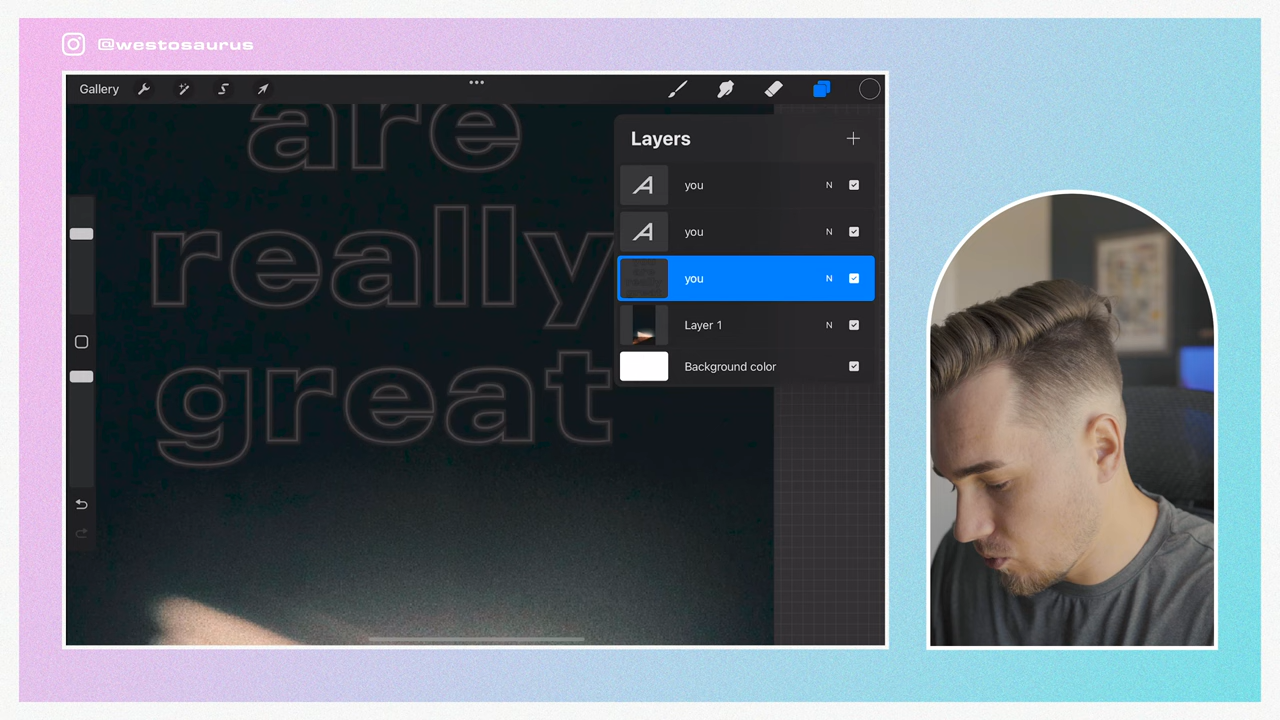 @westosaurus
Gallery
are
really
great
Layers
you N
you N
you N
Layer 1 N
Background color